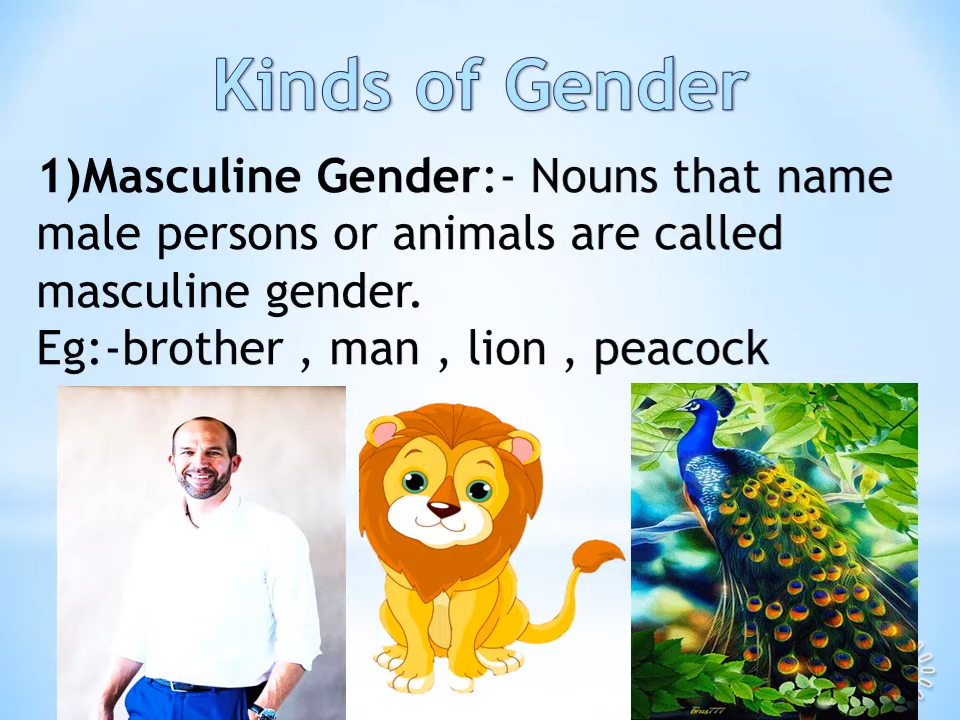 Kinds of Gender
1)Masculine Gender:- Nouns that name
male persons or animals are called
masculine gender.
Eg:-brother , man , lion , peacock